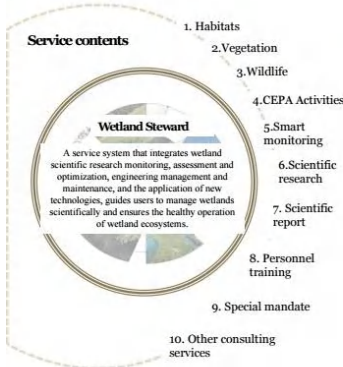 Service contents
1. Habitats
2.Vegetation
3.Wildlife
4.CEPA Activities
5.Smart
monitoring
6.Scientific
research
7. Scientific
report
8. Personnel
training
9. Special mandate
10. Other consulting
services
Wetland Steward
A service system that integrates wetland
scientific research monitoring, assessment and
optimization, engineering management and
maintenance, and the application of new
technologies, guides users to manage wetlands
scientifically and ensures the healthy operation
of wetland ecosystems.